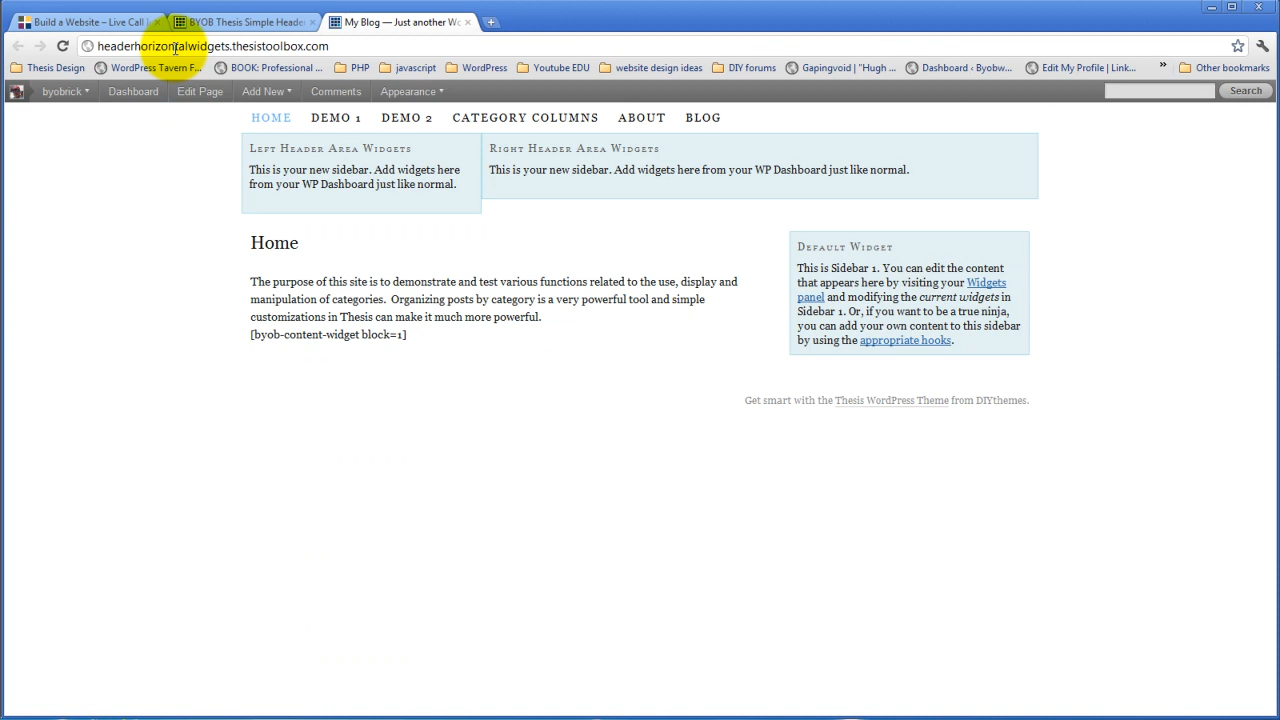 Build a Website – Live Call
BYOB Thesis Simple Heade
My Blog — Just another Wo
headerhorizontalwidgets.thesistoolbox.com
Thesis Design
WordPress Tavern F...
BOOK: Professional ...
PHP
javascript
WordPress
Youtube EDU
website design ideas
DIY forums
Gapingvoid | "Hugh ...
Dashboard ‹ Byobw...
Edit My Profile | Link...
»
Other bookmarks
byobrick
Dashboard
Edit Page
Add New
Comments
Appearance
Search
HOME
DEMO 1
DEMO 2
CATEGORY COLUMNS
ABOUT
BLOG
Left Header Area Widgets
This is your new sidebar. Add widgets here
from your WP Dashboard just like normal.
Right Header Area Widgets
This is your new sidebar. Add widgets here from your WP Dashboard just like normal.
Home
The purpose of this site is to demonstrate and test various functions related to the use, display and
manipulation of categories. Organizing posts by category is a very powerful tool and simple
customizations in Thesis can make it much more powerful.
[byob-content-widget block=1]
Default Widget
This is Sidebar 1. You can edit the content
that appears here by visiting your Widgets
panel and modifying the current widgets in
Sidebar 1. Or, if you want to be a true ninja,
you can add your own content to this sidebar
by using the appropriate hooks.
Get smart with the Thesis WordPress Theme from DIYthemes.